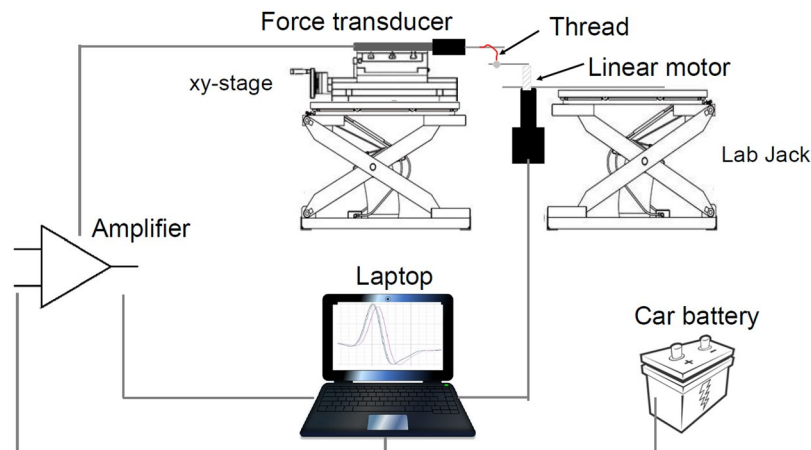 Force transducer
Thread
Linear motor
xy-stage
Lab Jack
Amplifier
Laptop
Car battery
+ -